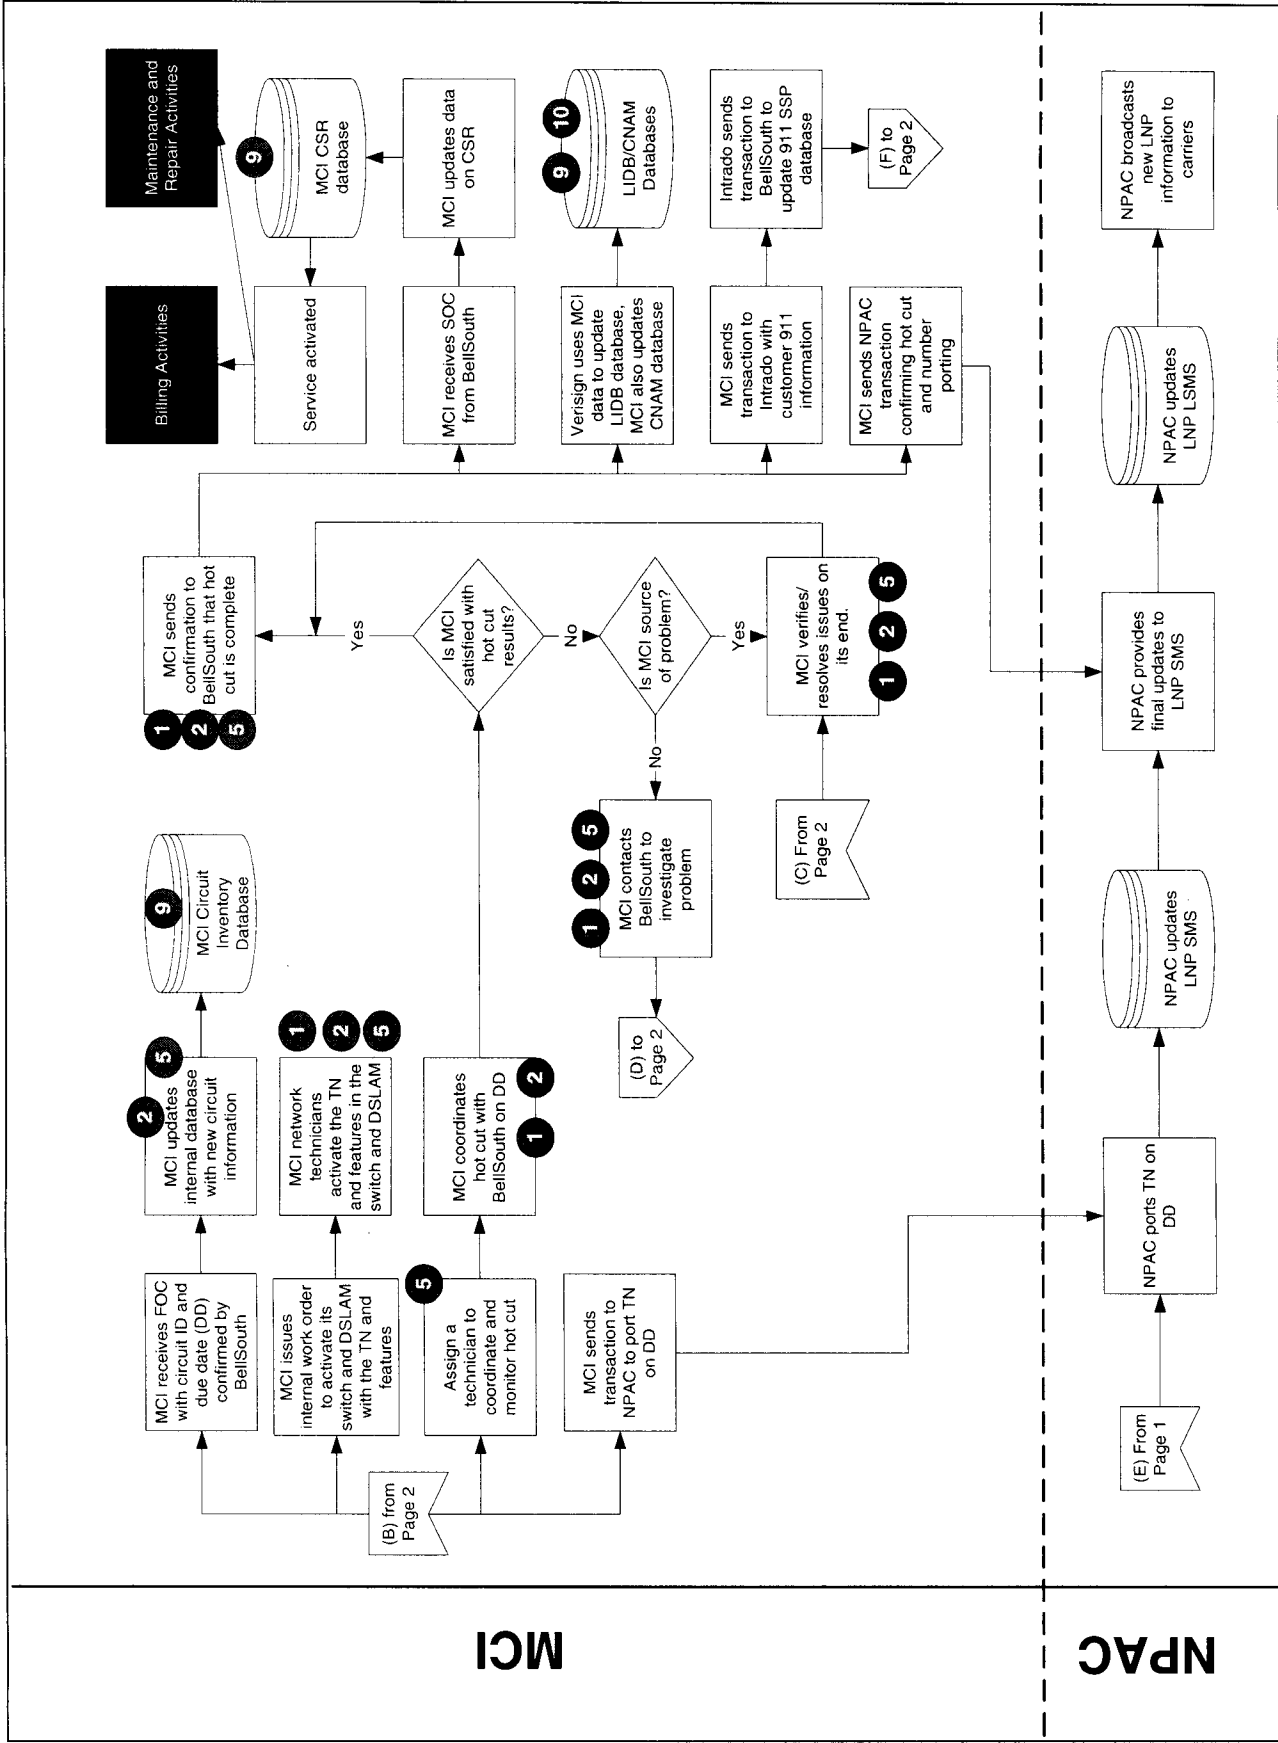 MCI
(B) from
Page 2
MCI receives FOC
with circuit ID and
due date (DD)
confirmed by
BellSouth
2
5
MCI updates
internal database
with new circuit
information
9
MCI Circuit
Inventory
Database
MCI issues
internal work order
to activate its
switch and DSLAM
with the TN and
features
MCI network
technicians
activate the TN
and features in the
switch and DSLAM
1
2
5
5
Assign a
technician to
coordinate and
monitor hot cut
MCI coordinates
hot cut with
BellSouth on DD
1
2
MCI sends
transaction to
NPAC to port TN
on DD
1
2
5
MCI sends
confirmation to
BellSouth that hot
cut is complete
Yes
Is MCI
satisfied with
hot cut
results?
No
Is MCI source
of problem?
No
Yes
1
2
5
MCI contacts
BellSouth to
investigate
problem
(D) to
Page 2
(C) From
Page 2
MCI verifies/
resolves issues on
its end.
1
2
5
Billing Activities
Maintenance and
Repair Activities
Service activated
9
MCI CSR
database
MCI receives SOC
from BellSouth
MCI updates data
on CSR
Verisign uses MCI
data to update
LIDB database,
MCI also updates
CNAM database
9
10
LIDB/CNAM
Databases
MCI sends
transaction to
Intrado with
customer 911
information
Intrado sends
transaction to
BellSouth to
update 911 SSP
database
(F) to
Page 2
MCI sends NPAC
transaction
confirming hot cut
and number
porting
NPAC
(E) From
Page 1
NPAC ports TN on
DD
NPAC updates
LNP SMS
NPAC provides
final updates to
LNP SMS
NPAC updates
LNP LSMS
NPAC broadcasts
new LNP
information to
carriers